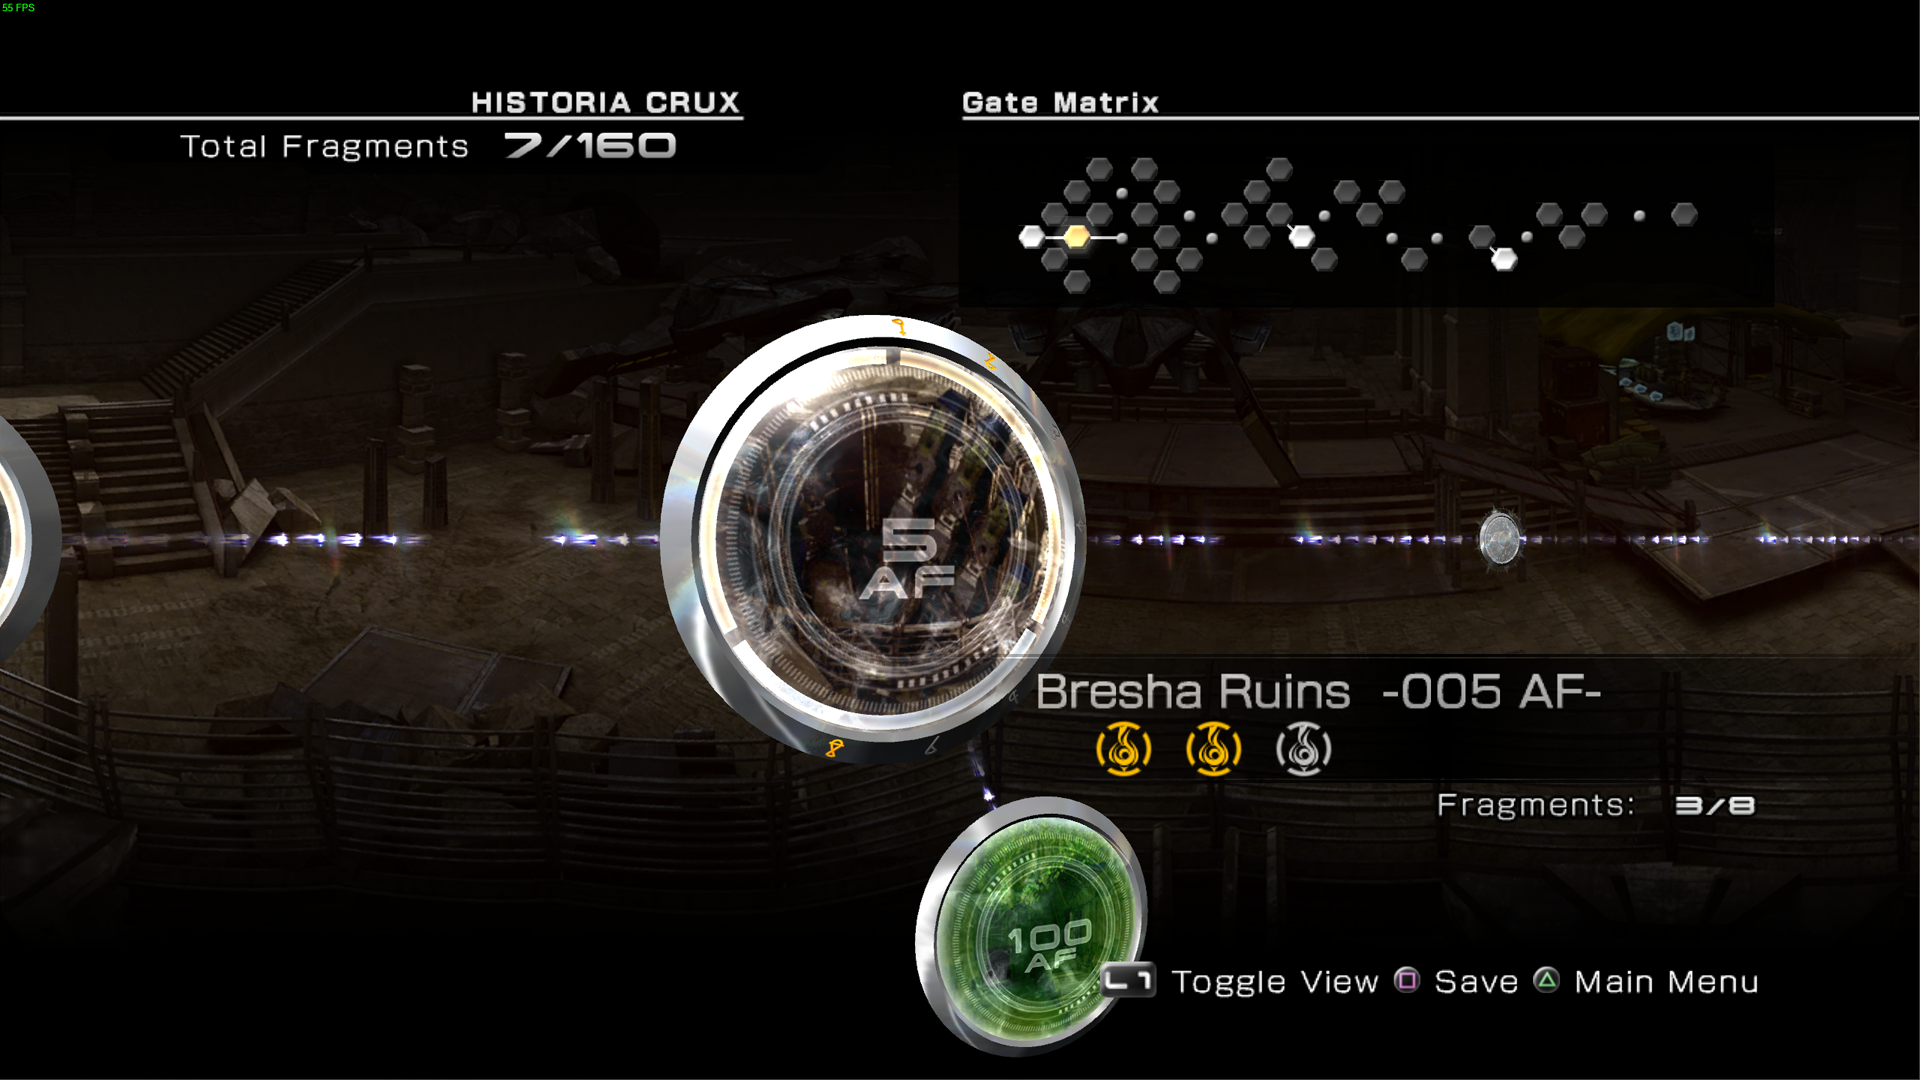 55 FPS
HISTORIA CRUX
Gate Matrix
Total Fragments 7/160
5
AF
Bresha Ruins -005 AF-
Fragments: 3/8
100
AF
L1 Toggle View Save Main Menu